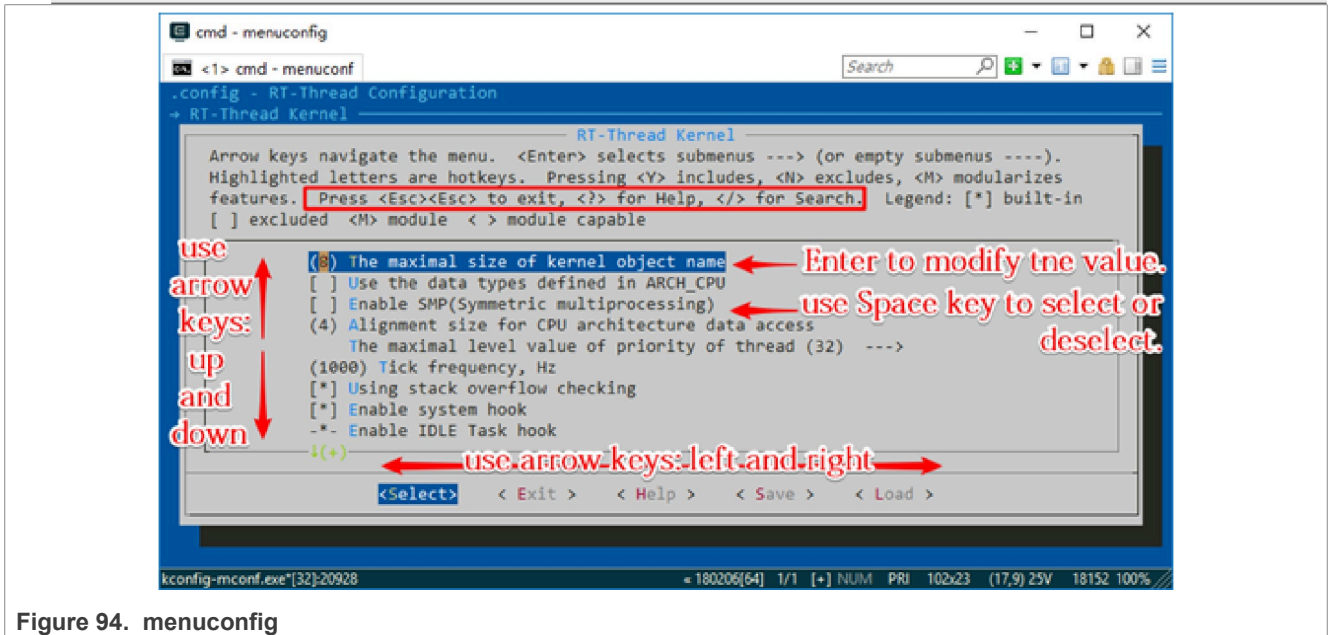 cmd - menuconfig
<1> cmd - menuconf
Search
.config - RT-Thread Configuration
→ RT-Thread Kernel
RT-Thread Kernel
Arrow keys navigate the menu. <Enter> selects submenus ---> (or empty submenus ----).
Highlighted letters are hotkeys. Pressing <Y> includes, <N> excludes, <M> modularizes
features. Press <Esc><Esc> to exit, <?> for Help, </> for Search. Legend: [*] built-in
[ ] excluded <M> module < > module capable
use
arrow
keys:
up
and
down
(8) The maximal size of kernel object name
Enter to modify tne value.
[ ] Use the data types defined in ARCH_CPU
[ ] Enable SMP(Symmetric multiprocessing)
use Space key to select or
deselect.
(4) Alignment size for CPU architecture data access
The maximal level value of priority of thread (32) --->
(1000) Tick frequency, Hz
[*] Using stack overflow checking
[*] Enable system hook
-*- Enable IDLE Task hook
↓(+)
use arrow keys: left and right
<Select> < Exit > < Help > < Save > < Load >
kconfig-mconf.exe*[32]:20928 « 180206[64] 1/1 [+] NUM PRI 102x23 (17,9) 25V 18152 100%
Figure 94. menuconfig